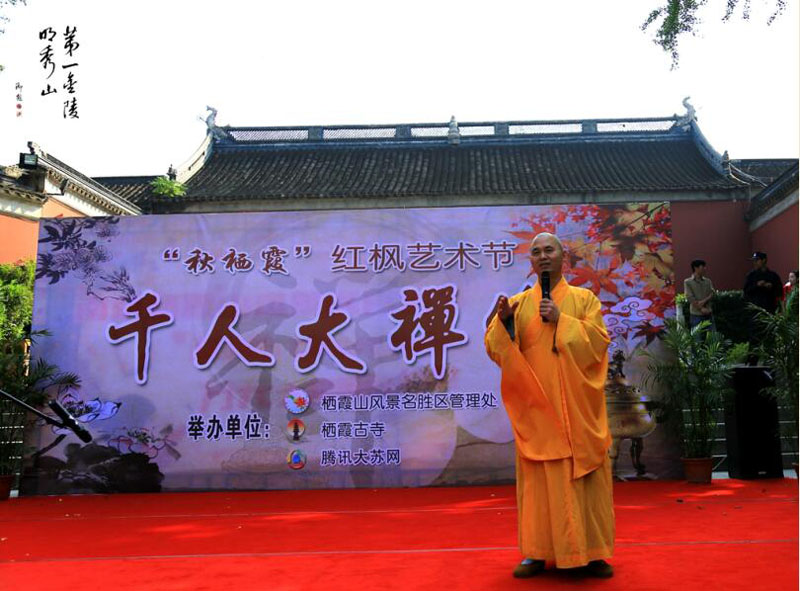 第一金陵
明秀山
“秋栖霞”红枫艺术节
千人大禅
举办单位：
栖霞山风景名胜区管理处
栖霞古寺
腾讯大苏网